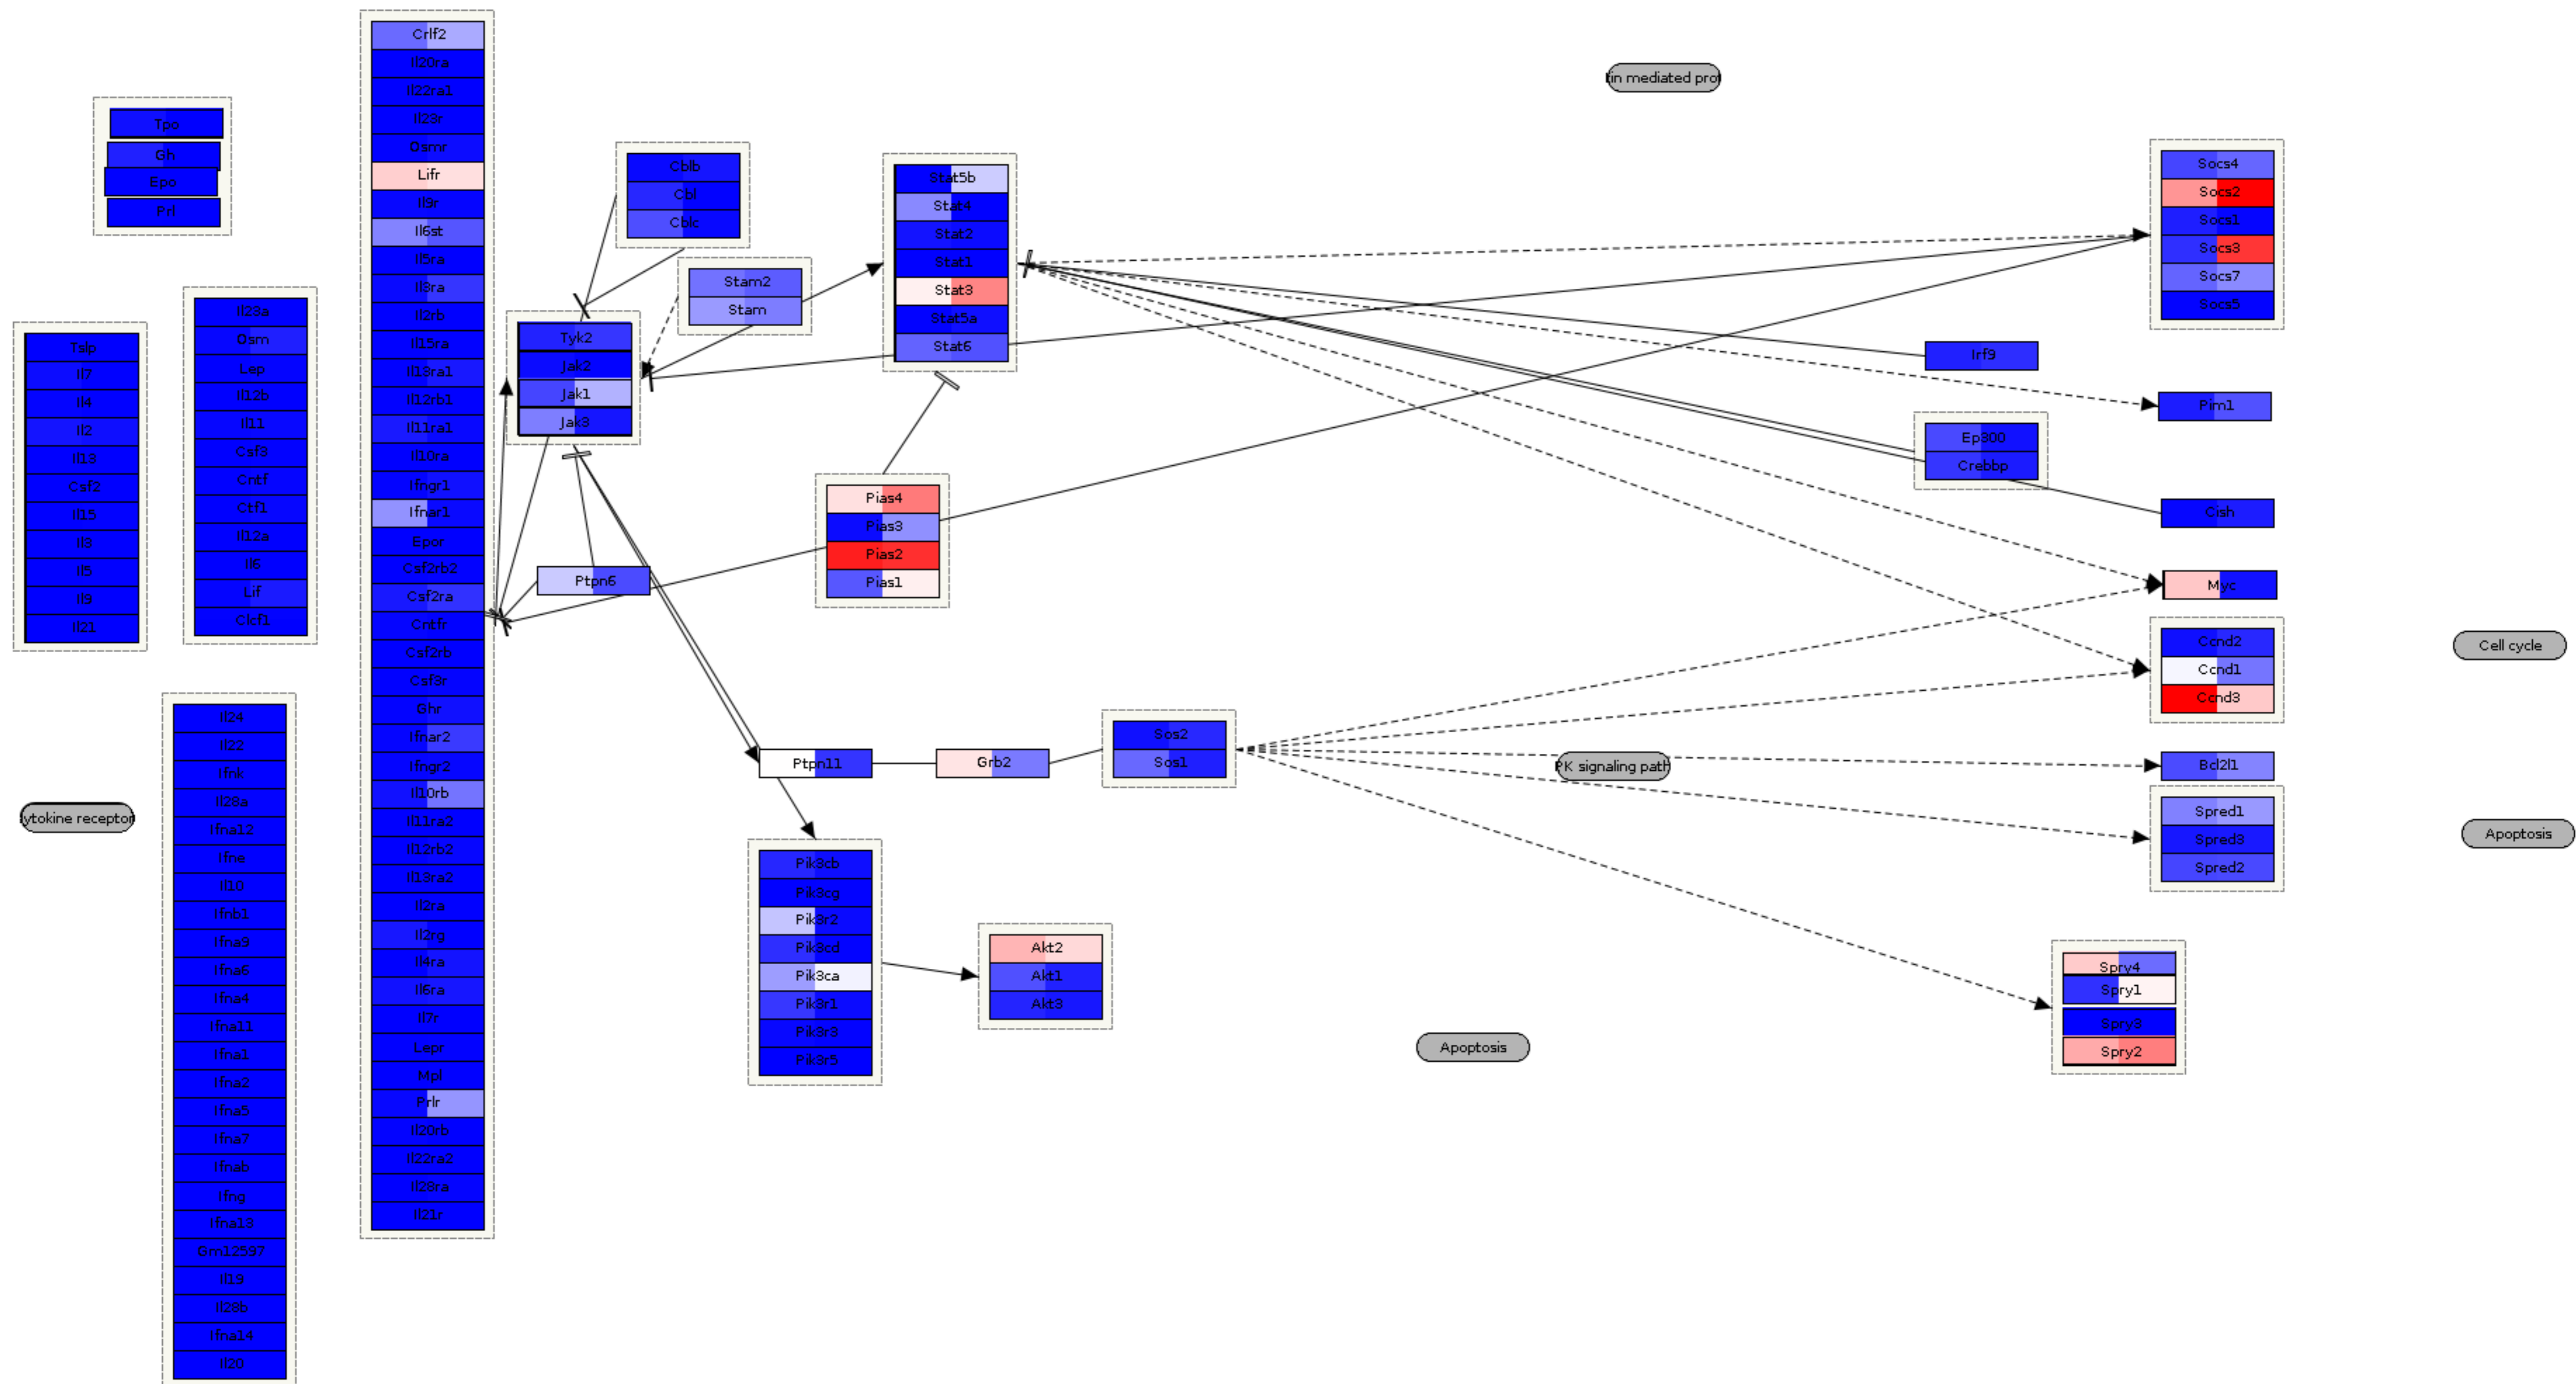 Tpo
Gh
Epo
Prl
Tslp
Il7
Il4
Il2
Il13
Csf2
Il15
Il3
Il5
Il9
Il21
Il23a
Osm
Lep
Il12b
Il11
Csf3
Cntf
Ctf1
Il12a
Il6
Lif
Clcf1
ytokine receptor
Il24
Il22
Ifnk
Il28a
Ifna12
Ifne
Il10
Ifnb1
Ifna9
Ifna6
Ifna4
Ifna11
Ifna1
Ifna2
Ifna5
Ifna7
Ifnab
Ifng
Ifna13
Gm12597
Il19
Il28b
Ifna14
Il20
Crlf2
Il20ra
Il22ra1
Il23r
Osmr
Lifr
Il9r
Il6st
Il5ra
Il3ra
Il2rb
Il15ra
Il13ra1
Il12rb1
Il11ra1
Il10ra
Ifngr1
Ifnar1
Epor
Csf2rb2
Csf2ra
Cntfr
Csf2rb
Csf3r
Ghr
Ifnar2
Ifngr2
Il10rb
Il11ra2
Il12rb2
Il13ra2
Il2ra
Il2rg
Il4ra
Il6ra
Il7r
Lepr
Mpl
Prlr
Il20rb
Il22ra2
Il28ra
Il21r
Cblb
Cbl
Cblc
Stam2
Stam
Tyk2
Jak2
Jak1
Jak3
Ptpn6
Stat5b
Stat4
Stat2
Stat1
Stat3
Stat5a
Stat6
Pias4
Pias3
Pias2
Pias1
Ptpn11
Grb2
Sos2
Sos1
Pik3cb
Pik3cg
Pik3r2
Pik3cd
Pik3ca
Pik3r1
Pik3r3
Pik3r5
Akt2
Akt1
Akt3
tin mediated prot
PK signaling path
Apoptosis
Irf9
Ep300
Crebbp
Socs4
Socs2
Socs1
Socs3
Socs7
Socs5
Pim1
Cish
Myc
Ccnd2
Ccnd1
Ccnd3
Bcl2l1
Spred1
Spred3
Spred2
Spry4
Spry1
Spry3
Spry2
Cell cycle
Apoptosis